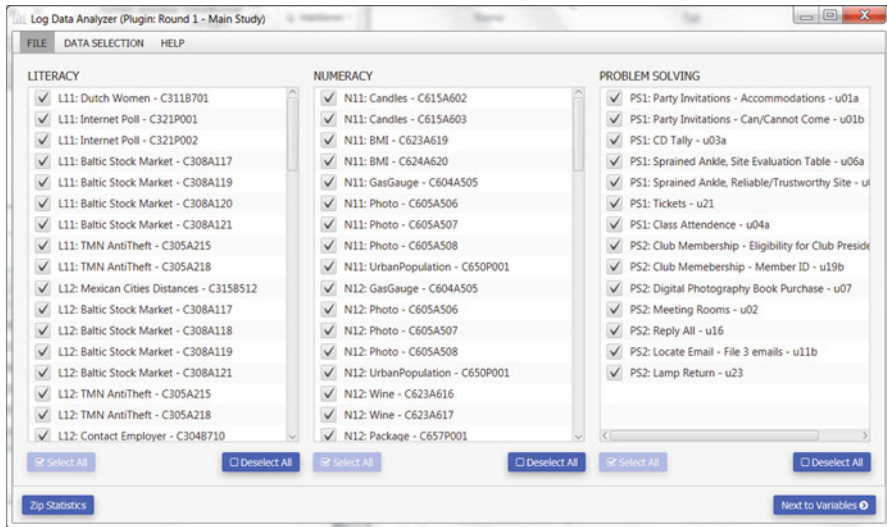 Log Data Analyzer (Plugin: Round 1 - Main Study)
FILE DATA SELECTION HELP
LITERACY
L11: Dutch Women - C311B701
L11: Internet Poll - C321P001
L11: Internet Poll - C321P002
L11: Baltic Stock Market - C308A117
L11: Baltic Stock Market - C308A119
L11: Baltic Stock Market - C308A120
L11: Baltic Stock Market - C308A121
L11: TMN AntiTheft - C305A215
L11: TMN AntiTheft - C305A218
L12: Mexican Cities Distances - C315B512
L12: Baltic Stock Market - C308A117
L12: Baltic Stock Market - C308A118
L12: Baltic Stock Market - C308A119
L12: Baltic Stock Market - C308A121
L12: TMN AntiTheft - C305A215
L12: TMN AntiTheft - C305A218
L12: Contact Employer - C304B710
Select All
Deselect All
NUMERACY
N11: Candles - C615A602
N11: Candles - C615A603
N11: BMI - C623A619
N11: BMI - C624A620
N11: GasGauge - C604A505
N11: Photo - C605A506
N11: Photo - C605A507
N11: Photo - C605A508
N11: UrbanPopulation - C650P001
N12: GasGauge - C604A505
N12: Photo - C605A506
N12: Photo - C605A507
N12: Photo - C605A508
N12: UrbanPopulation - C650P001
N12: Wine - C623A616
N12: Wine - C623A617
N12: Package - C657P001
Select All
Deselect All
PROBLEM SOLVING
PS1: Party Invitations - Accommodations - u01a
PS1: Party Invitations - Can/Cannot Come - u01b
PS1: CD Tally - u03a
PS1: Sprained Ankle, Site Evaluation Table - u06a
PS1: Sprained Ankle, Reliable/Trustworthy Site - u
PS1: Tickets - u21
PS1: Class Attendence - u04a
PS2: Club Membership - Eligibility for Club Preside
PS2: Club Memebership - Member ID - u19b
PS2: Digital Photography Book Purchase - u07
PS2: Meeting Rooms - u02
PS2: Reply All - u16
PS2: Locate Email - File 3 emails - u11b
PS2: Lamp Return - u23
Select All
Deselect All
Zip Statistics
Next to Variables